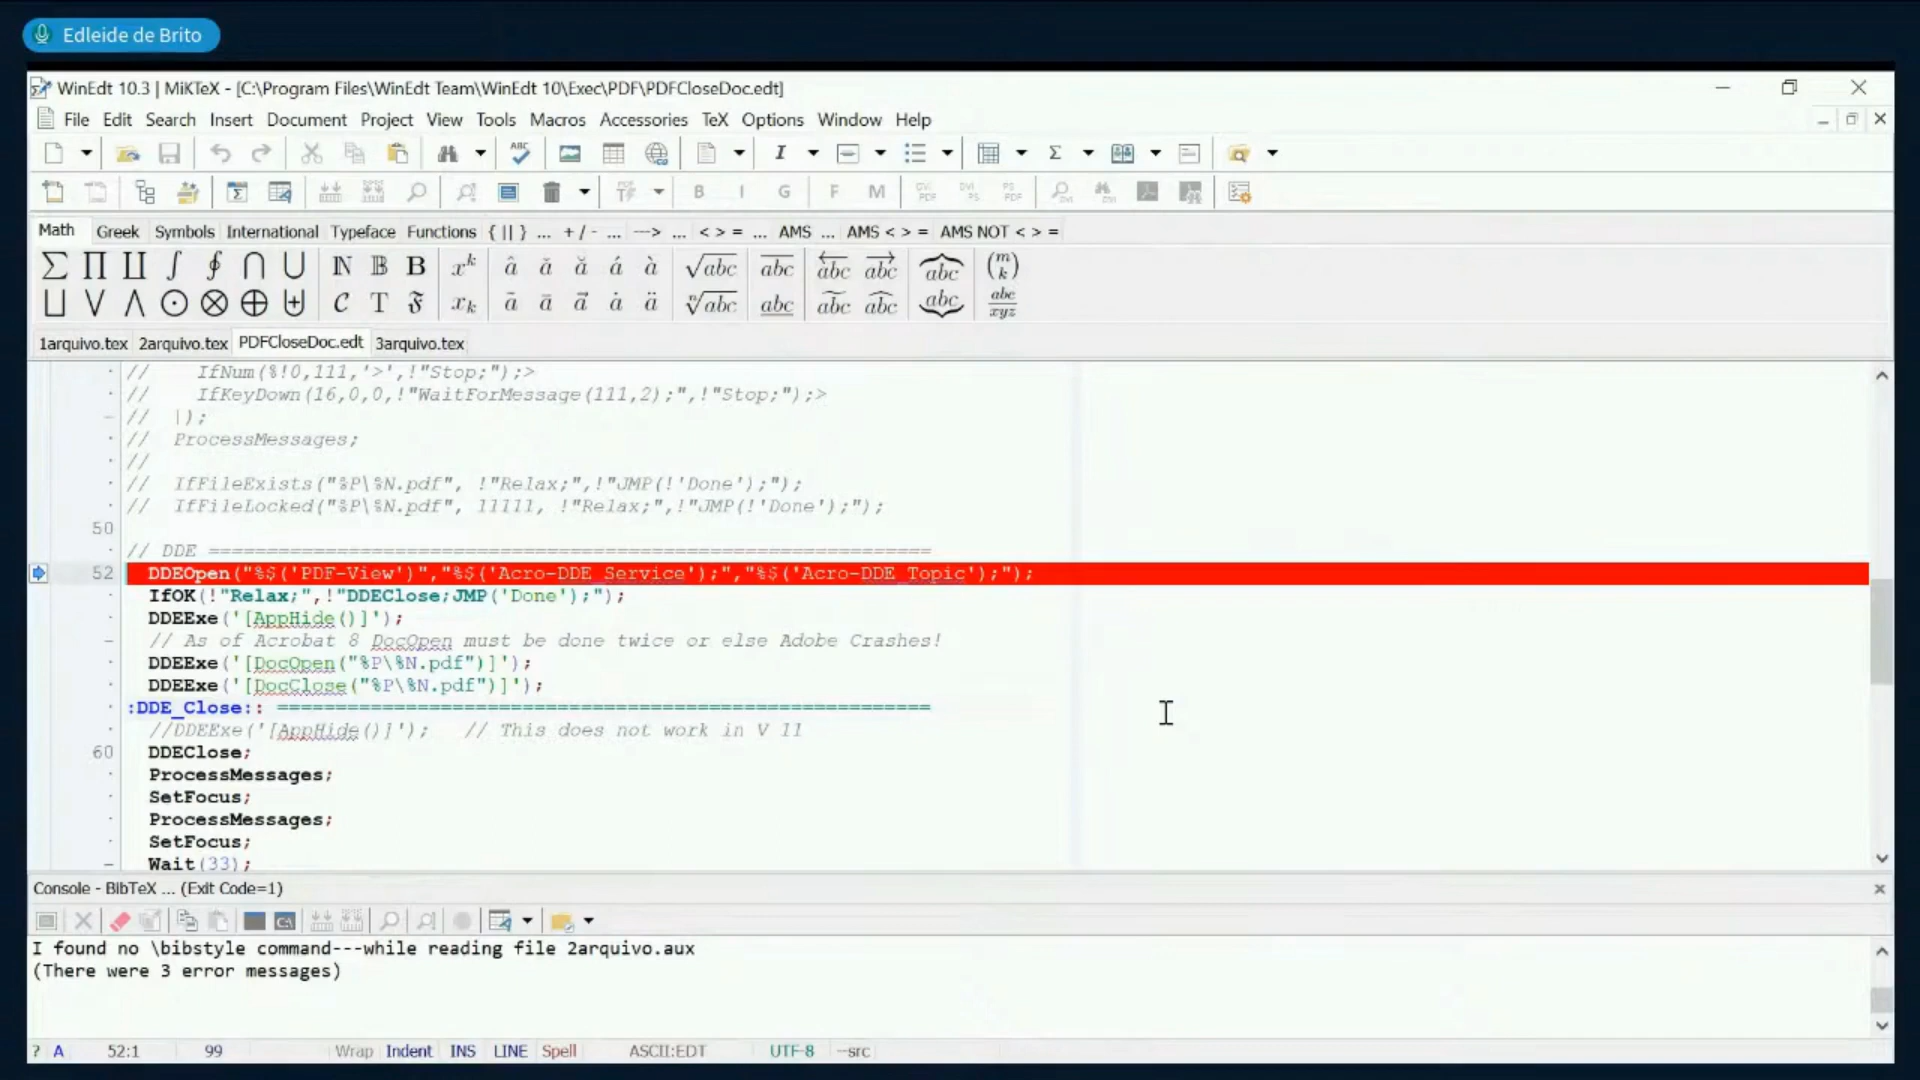 Edleide de Brito
WinEdt 10.3 | MiKTeX - [C:\Program Files\WinEdt Team\WinEdt 10\Exec\PDF\PDFCloseDoc.edt]
File Edit Search Insert Document Project View Tools Macros Accessories TeX Options Window Help
B I G F M
Math Greek Symbols International Typeface Functions { || } ... + / - ... ---> ... < > = ... AMS ... AMS < > = AMS NOT < > =
1arquivo.tex 2arquivo.tex PDFCloseDoc.edt 3arquivo.tex
//    IfNum(%!0,111,'>',!"Stop;");>
//    IfKeyDown(16,0,0,!"WaitForMessage(111,2);",!"Stop;");>
//  |);
//  ProcessMessages;
//
//  IfFileExists("%P\%N.pdf", !"Relax;",!"JMP(!'Done');");
//  IfFileLocked("%P\%N.pdf", 11111, !"Relax;",!"JMP(!'Done');");
50
// DDE ==============================================================
52 DDEOpen("%$('PDF-View')","%$('Acro-DDE_Service');","%$('Acro-DDE_Topic');");
IfOK(!"Relax;",!"DDEClose;JMP('Done');");
DDEExe('[AppHide()]');
// As of Acrobat 8 DocOpen must be done twice or else Adobe Crashes!
DDEExe('[DocOpen("%P\%N.pdf")]');
DDEExe('[DocClose("%P\%N.pdf")]');
:DDE_Close:: ========================================================
//DDEExe('[AppHide()]');   // This does not work in V 11
60 DDEClose;
ProcessMessages;
SetFocus;
ProcessMessages;
SetFocus;
Wait(33);
Console - BibTeX ... (Exit Code=1)
I found no \bibstyle command---while reading file 2arquivo.aux
(There were 3 error messages)
? A 52:1 99 Wrap Indent INS LINE Spell ASCII:EDT UTF-8 --src